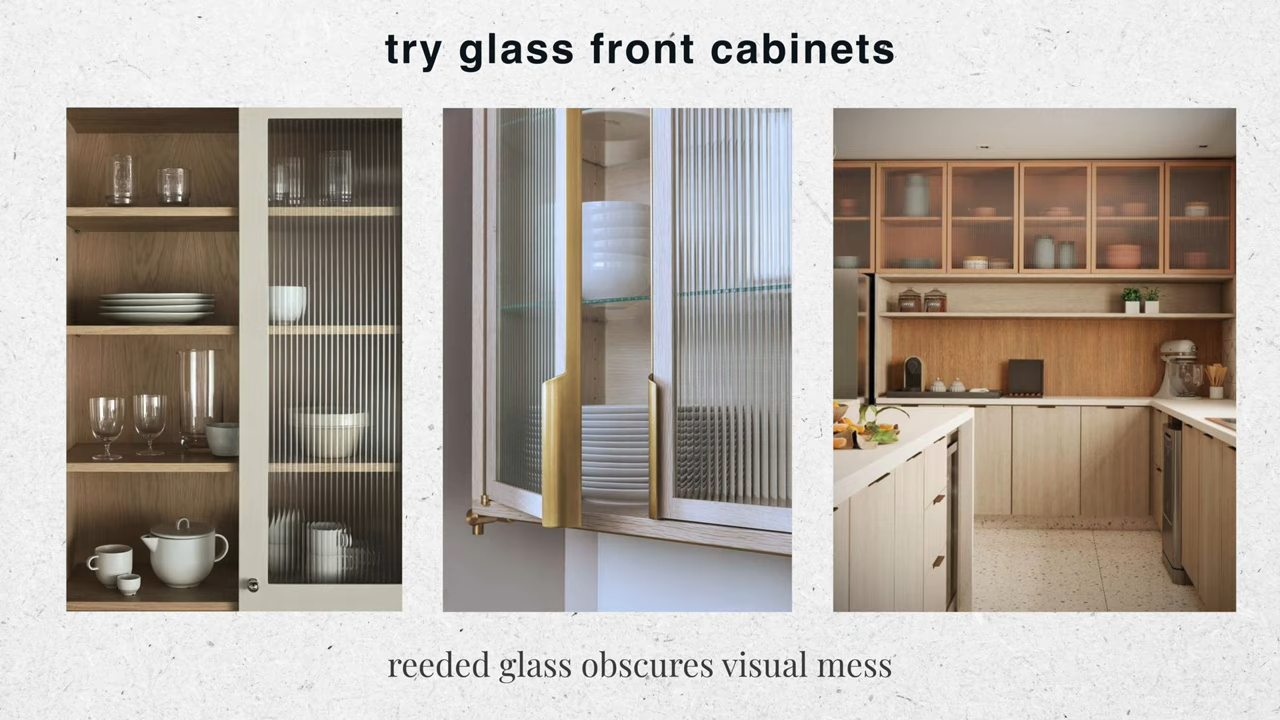 try glass front cabinets
reeded glass obscures visual mess